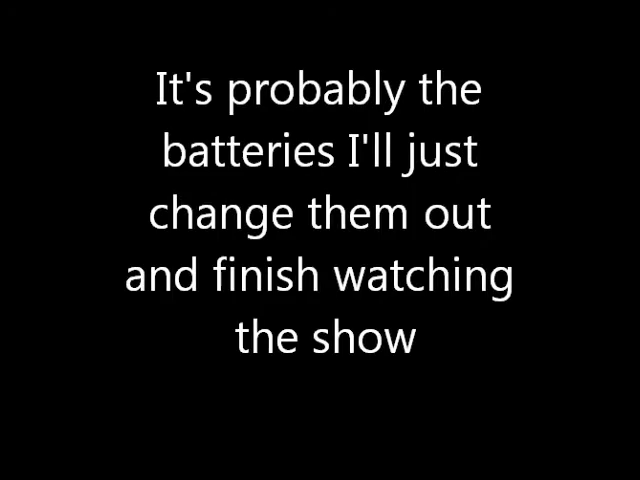 It's probably the
batteries I'll just
change them out
and finish watching
the show